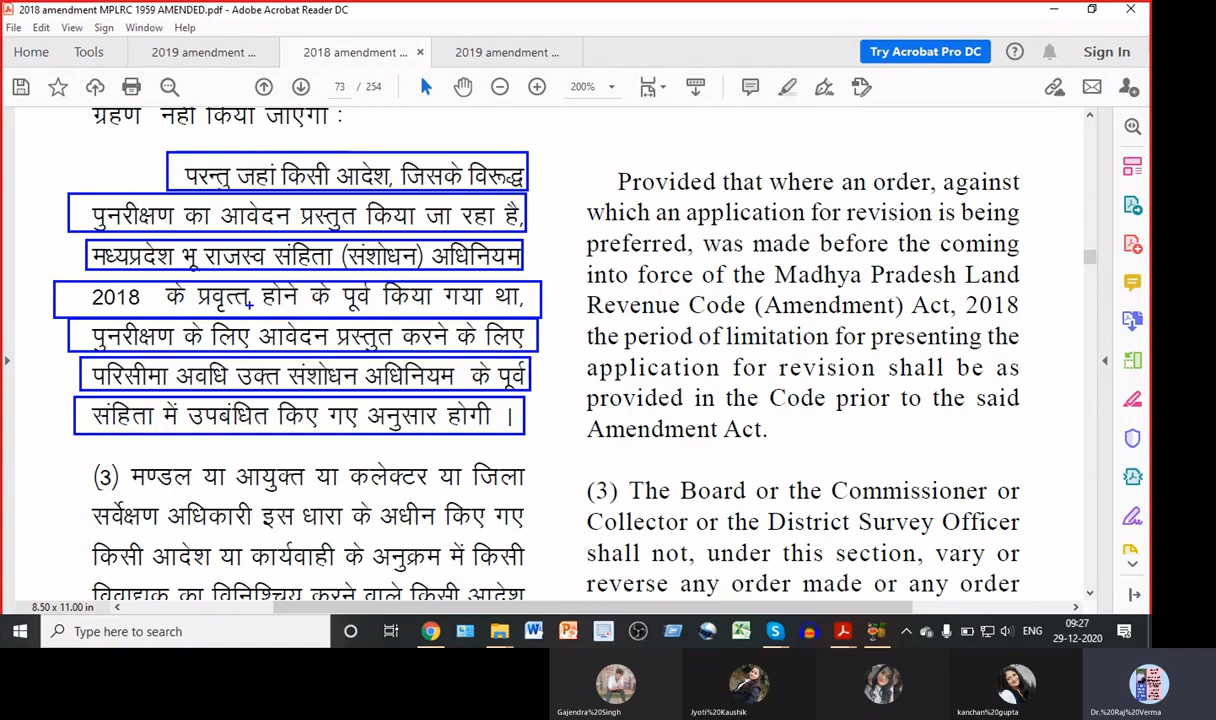 2018 amendment MPLRC 1959 AMENDED.pdf - Adobe Acrobat Reader DC
File Edit View Sign Window Help
Home Tools 2019 amendment ... 2018 amendment ... × 2019 amendment ... Try Acrobat Pro DC Sign In
73 / 254 200%
ग्रहण नहीं किया जाएगा :
परन्तु जहां किसी आदेश, जिसके विरूद्ध
पुनरीक्षण का आवेदन प्रस्तुत किया जा रहा है,
मध्यप्रदेश भू राजस्व संहिता (संशोधन) अधिनियम
2018 के प्रवृत्त होने के पूर्व किया गया था,
पुनरीक्षण के लिए आवेदन प्रस्तुत करने के लिए
परिसीमा अवधि उक्त संशोधन अधिनियम के पूर्व
संहिता में उपबंधित किए गए अनुसार होगी ।
(3) मण्डल या आयुक्त या कलेक्टर या जिला
सर्वेक्षण अधिकारी इस धारा के अधीन किए गए
किसी आदेश या कार्यवाही के अनुक्रम में किसी
विवाद्यक का विनिश्चिय करने वाले किसी आदेश
Provided that where an order, against
which an application for revision is being
preferred, was made before the coming
into force of the Madhya Pradesh Land
Revenue Code (Amendment) Act, 2018
the period of limitation for presenting the
application for revision shall be as
provided in the Code prior to the said
Amendment Act.
(3) The Board or the Commissioner or
Collector or the District Survey Officer
shall not, under this section, vary or
reverse any order made or any order
8.50 x 11.00 in
Type here to search
ENG
09:27
29-12-2020
Gajendra%20Singh
Jyoti%20Kaushik
kanchan%20gupta
Dr.%20Raj%20Verma